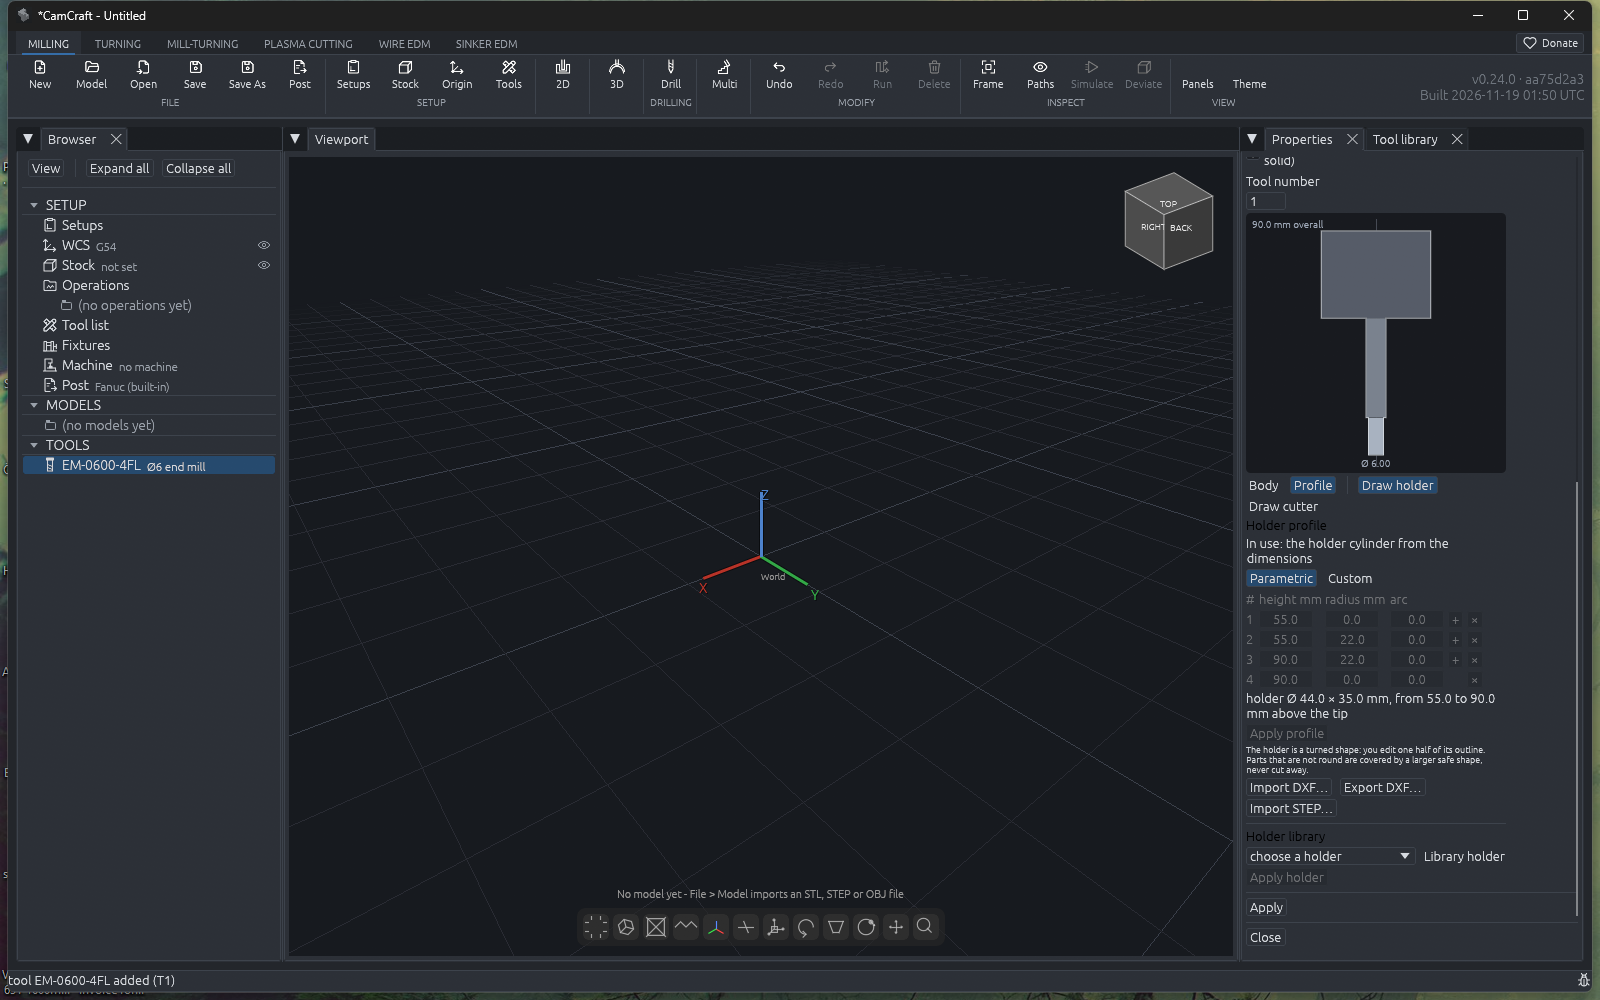 *CamCraft - Untitled
MILLING TURNING MILL-TURNING PLASMA CUTTING WIRE EDM SINKER EDM Donate
New Model Open Save Save As Post Setups Stock Origin Tools 2D 3D Drill Multi Undo Redo Run Delete Frame Paths Simulate Deviate Panels Theme
FILE SETUP DRILLING MODIFY INSPECT VIEW
v0.24.0 · aa75d2a3
Built 2026-11-19 01:50 UTC
Browser
View Expand all Collapse all
SETUP
Setups
WCS G54
Stock not set
Operations
(no operations yet)
Tool list
Fixtures
Machine no machine
Post Fanuc (built-in)
MODELS
(no models yet)
TOOLS
EM-0600-4FL Ø6 end mill
Viewport
TOP
RIGHT BACK
Z
World
X
Y
No model yet - File > Model imports an STL, STEP or OBJ file
Properties Tool library
solid)
Tool number
1
90.0 mm overall
Ø 6.00
Body Profile Draw holder
Draw cutter
Holder profile
In use: the holder cylinder from the
dimensions
Parametric Custom
# height mm radius mm arc
1 55.0 0.0 0.0 + ×
2 55.0 22.0 0.0 + ×
3 90.0 22.0 0.0 + ×
4 90.0 0.0 0.0 ×
holder Ø 44.0 × 35.0 mm, from 55.0 to 90.0
mm above the tip
Apply profile
The holder is a turned shape: you edit one half of its outline.
Parts that are not round are covered by a larger safe shape,
never cut away.
Import DXF... Export DXF...
Import STEP...
Holder library
choose a holder Library holder
Apply holder
Apply
Close
tool EM-0600-4FL added (T1)